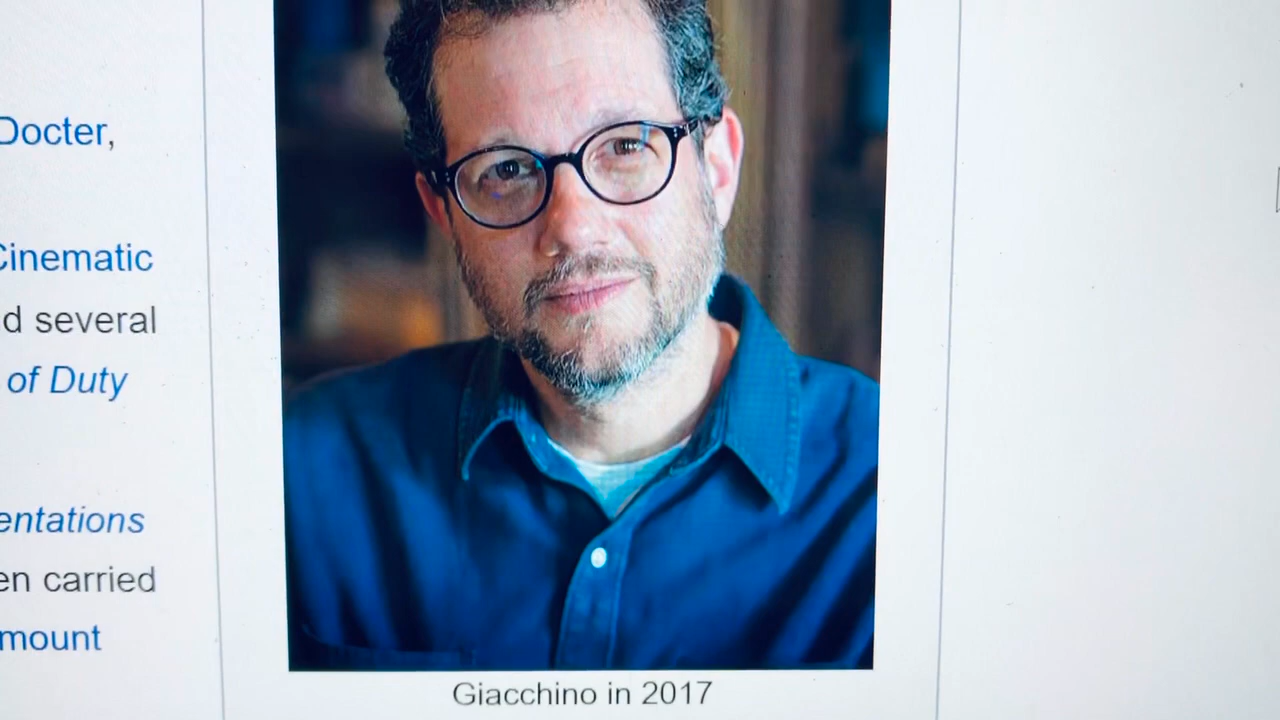 Docter,
Cinematic
d several
of Duty
entations
en carried
mount
Giacchino in 2017